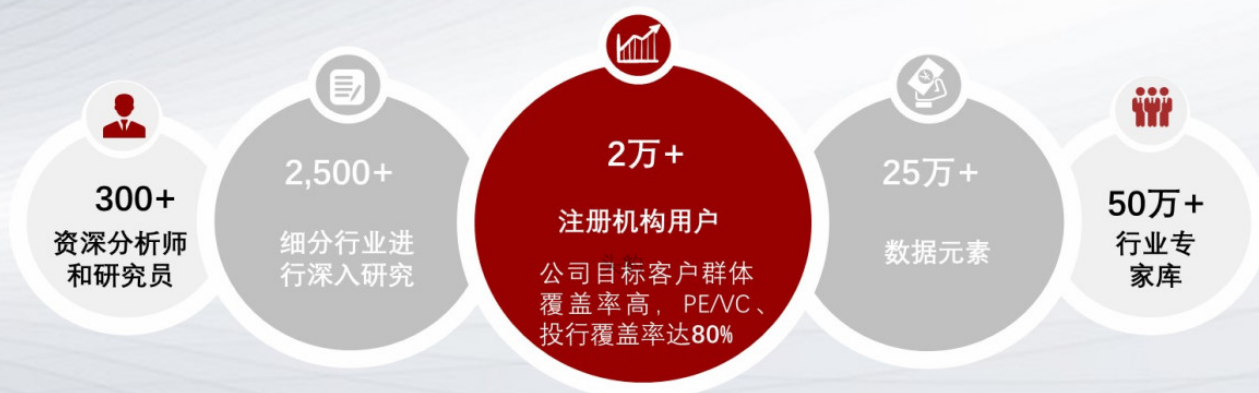 300+
资深分析师
和研究员
2,500+
细分行业进
行深入研究
2万+
注册机构用户
公司目标客户群体
覆盖率高，PE/VC、
投行覆盖率达80%
25万+
数据元素
50万+
行业专
家库